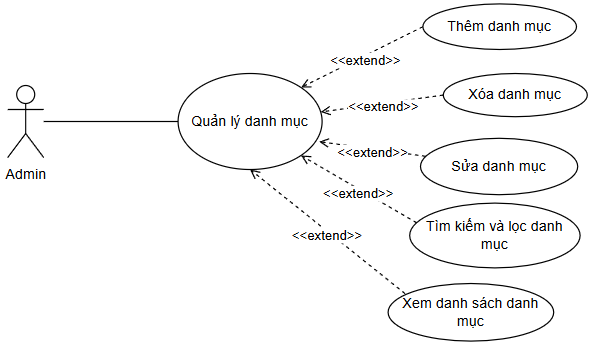 Thêm danh mục
<<extend>>
Xóa danh mục
<<extend>>
Quản lý danh mục
<<extend>>
Sửa danh mục
Admin
<<extend>>
Tìm kiếm và lọc danh
mục
<<extend>>
Xem danh sách danh
mục